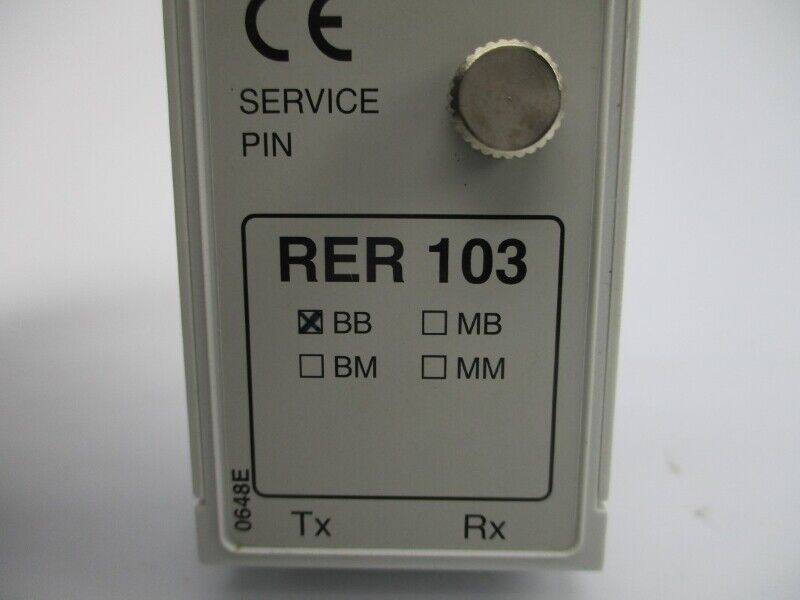 CE
SERVICE
PIN
RER 103
☒ BB ☐ MB
☐ BM ☐ MM
0648E
Tx Rx